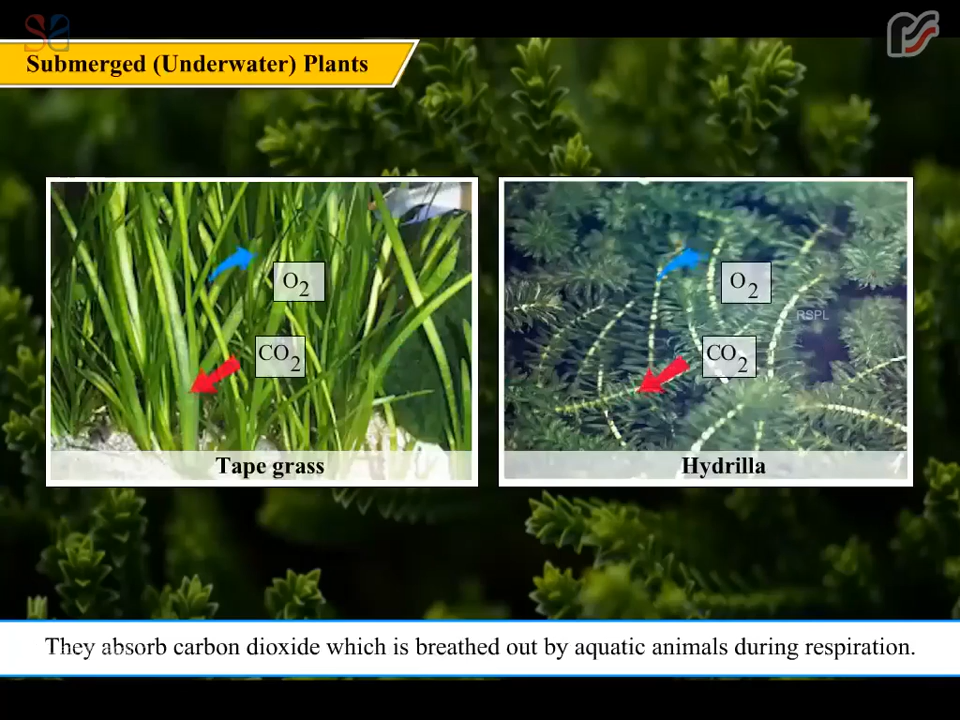 Submerged (Underwater) Plants
O2
CO2
Tape grass
O2
RSPL
CO2
Hydrilla
They absorb carbon dioxide which is breathed out by aquatic animals during respiration.